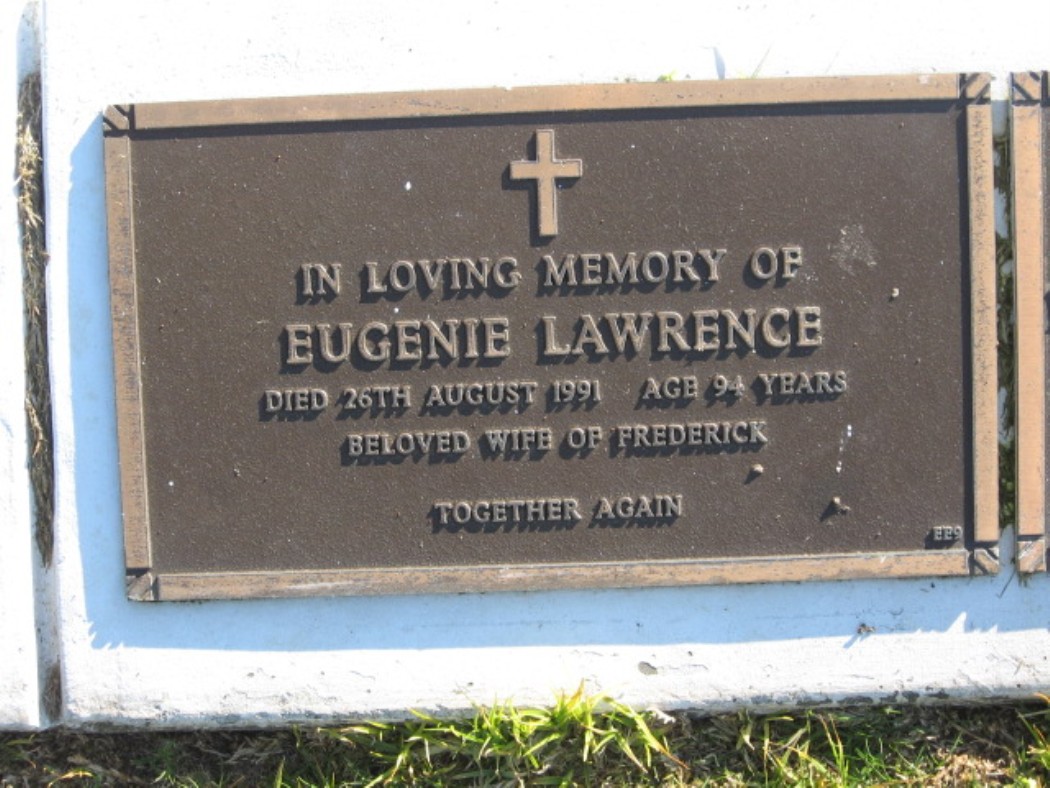 IN LOVING MEMORY OF
EUGENIE LAWRENCE
DIED 26TH AUGUST 1991 AGE 94 YEARS
BELOVED WIFE OF FREDERICK
TOGETHER AGAIN
EE9